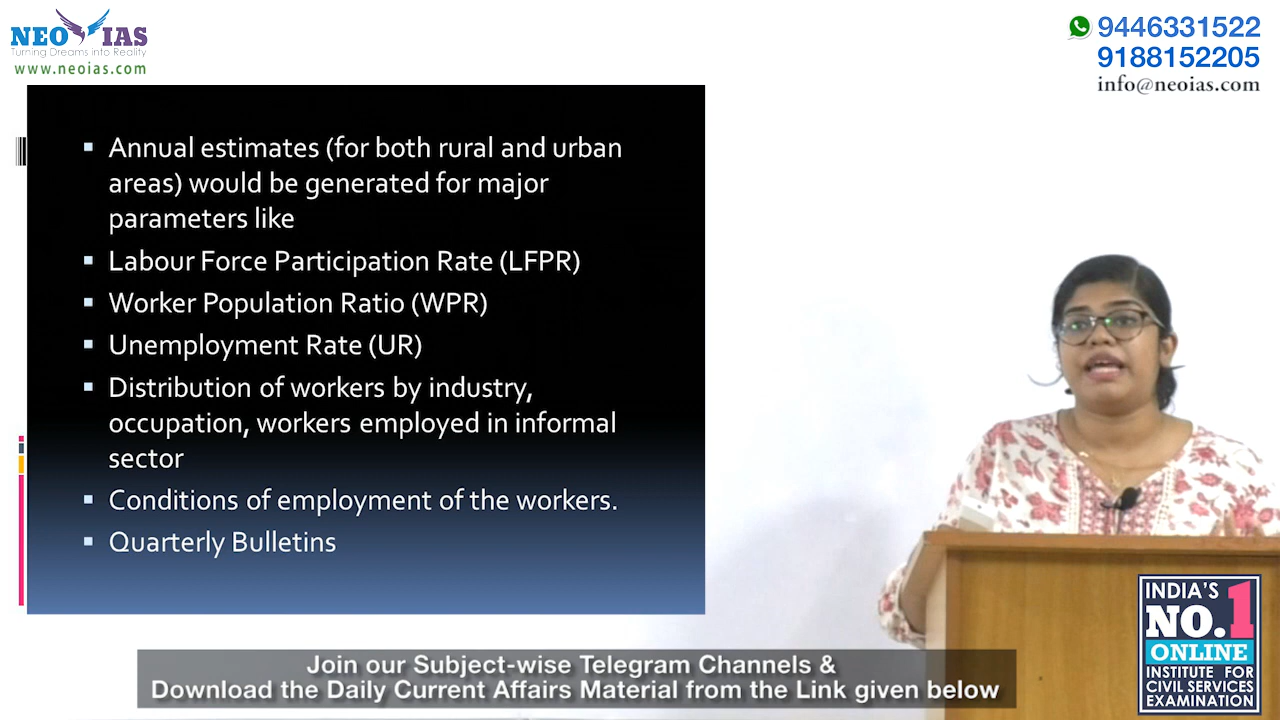 NEO IAS
Turning Dreams into Reality
www.neoias.com
9446331522
9188152205
info@neoias.com
▪ Annual estimates (for both rural and urban
areas) would be generated for major
parameters like
▪ Labour Force Participation Rate (LFPR)
▪ Worker Population Ratio (WPR)
▪ Unemployment Rate (UR)
▪ Distribution of workers by industry,
occupation, workers employed in informal
sector
▪ Conditions of employment of the workers.
▪ Quarterly Bulletins
INDIA'S
NO.1
ONLINE
INSTITUTE FOR
CIVIL SERVICES
EXAMINATION
Join our Subject-wise Telegram Channels &
Download the Daily Current Affairs Material from the Link given below